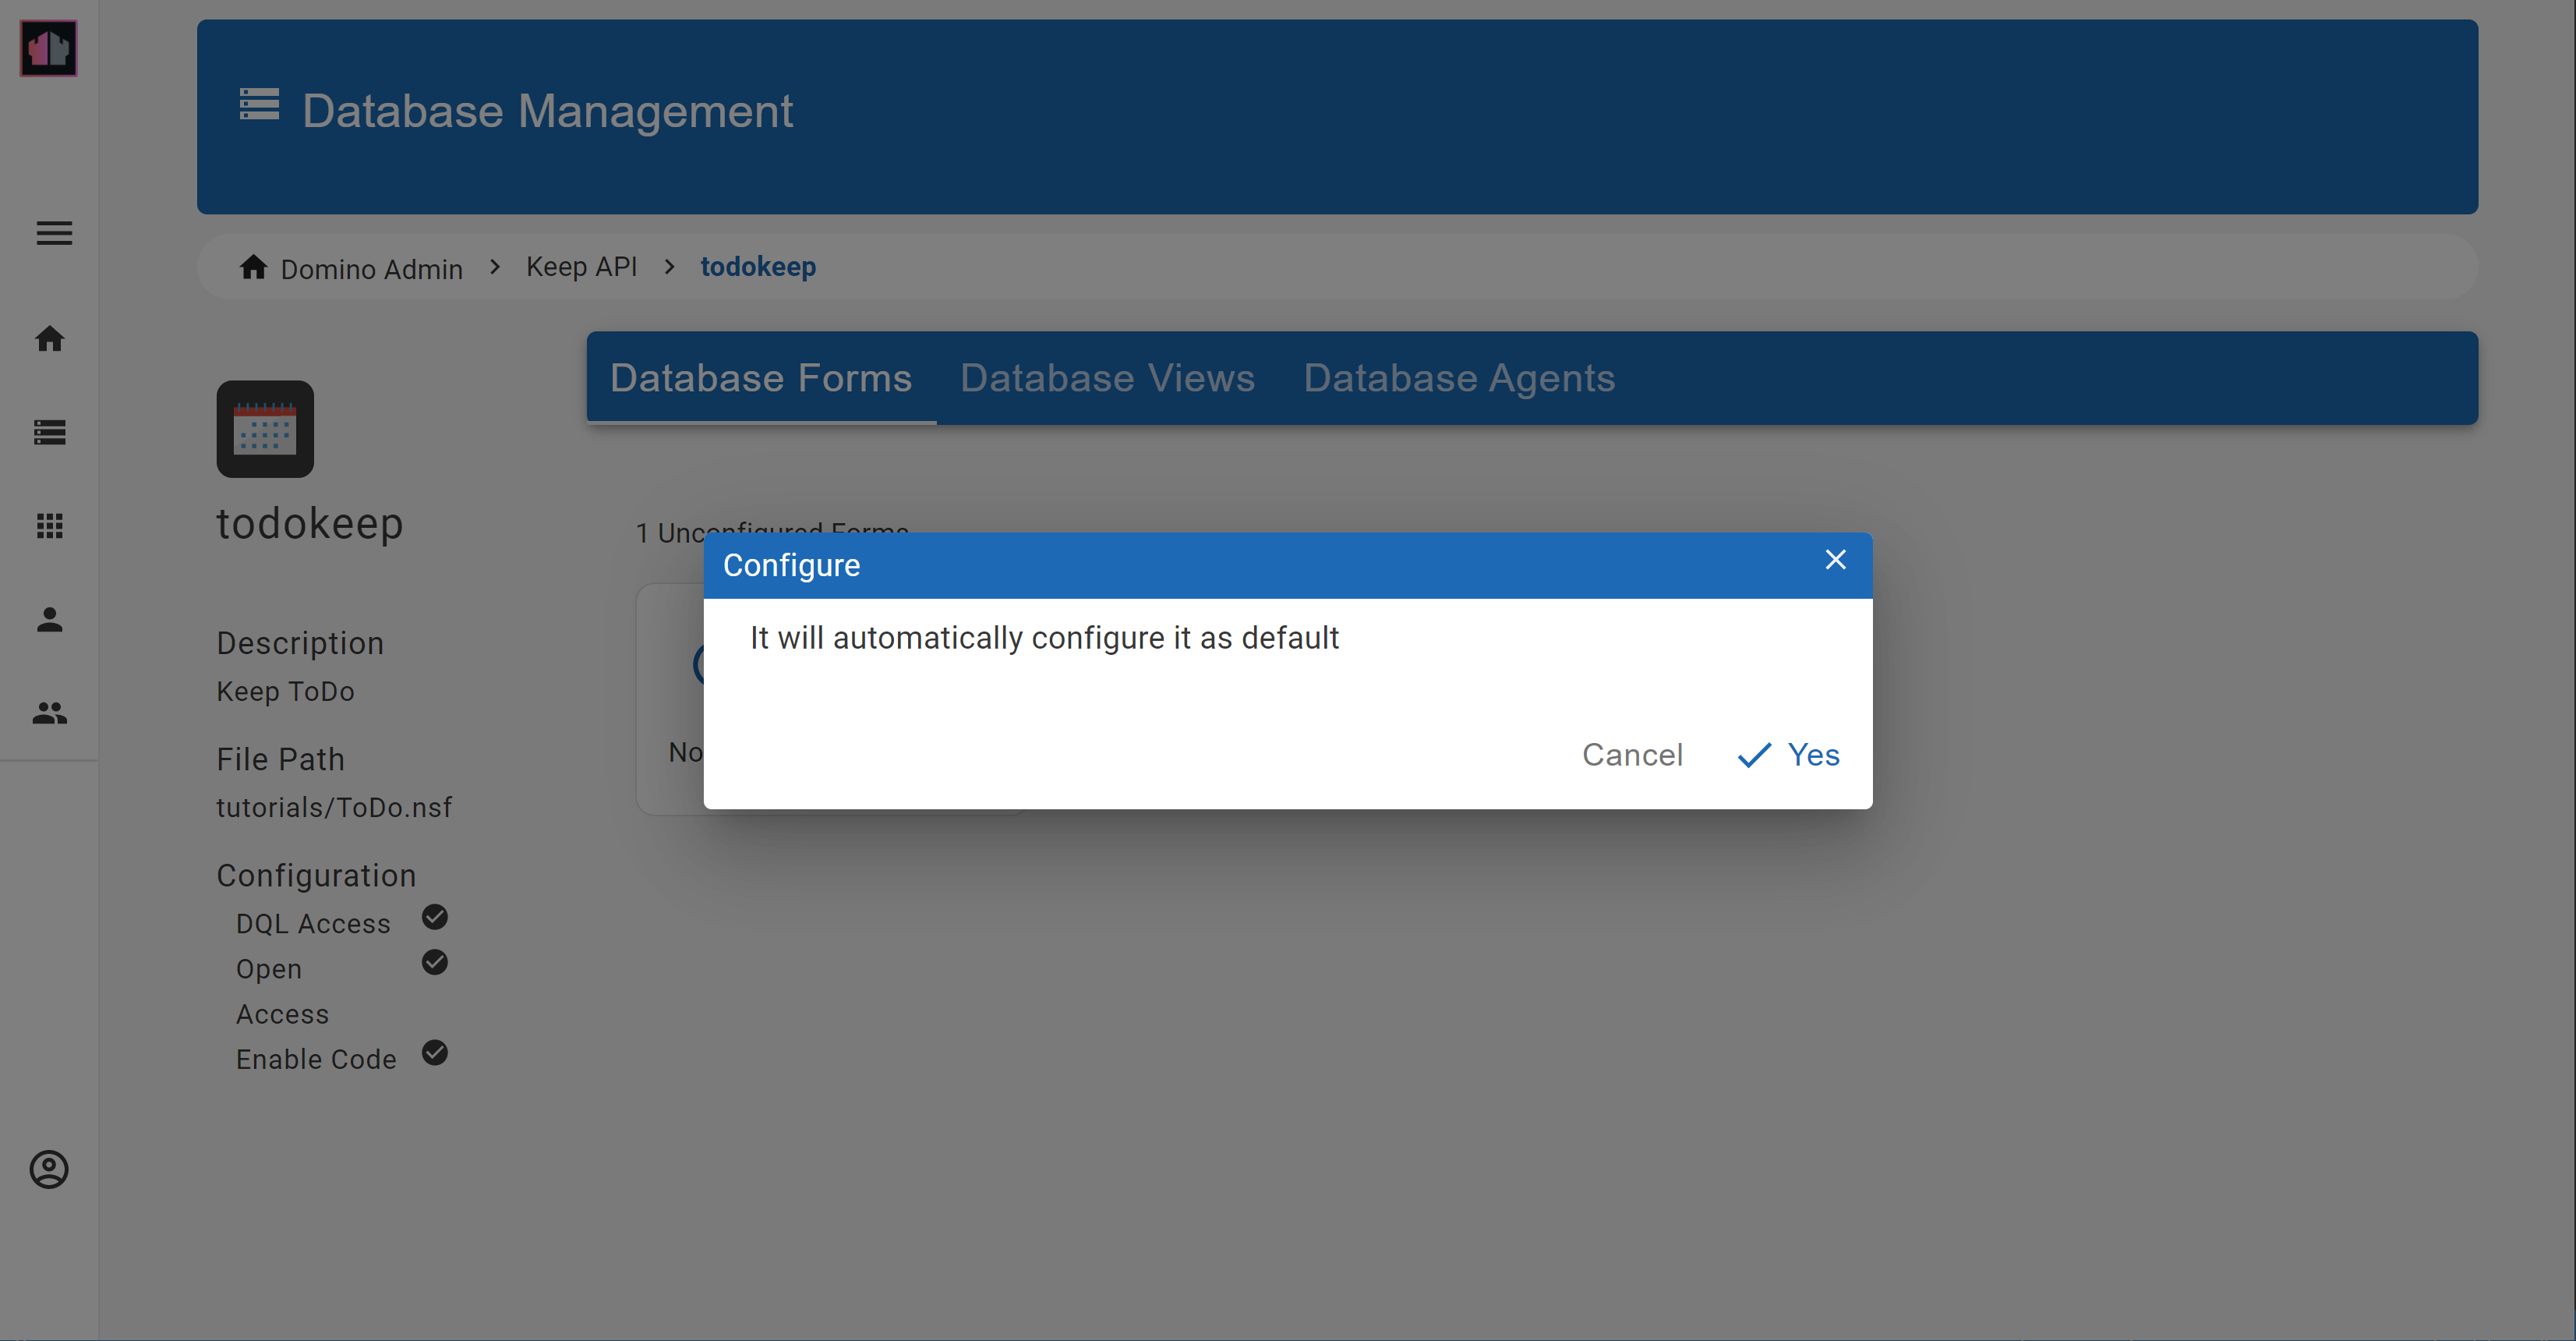 Database Management
Domino Admin > Keep API > todokeep
Database Forms Database Views Database Agents
todokeep
1 Unconfigured Forms
Configure
It will automatically configure it as default
Cancel Yes
No
Description
Keep ToDo
File Path
tutorials/ToDo.nsf
Configuration
DQL Access
Open
Access
Enable Code